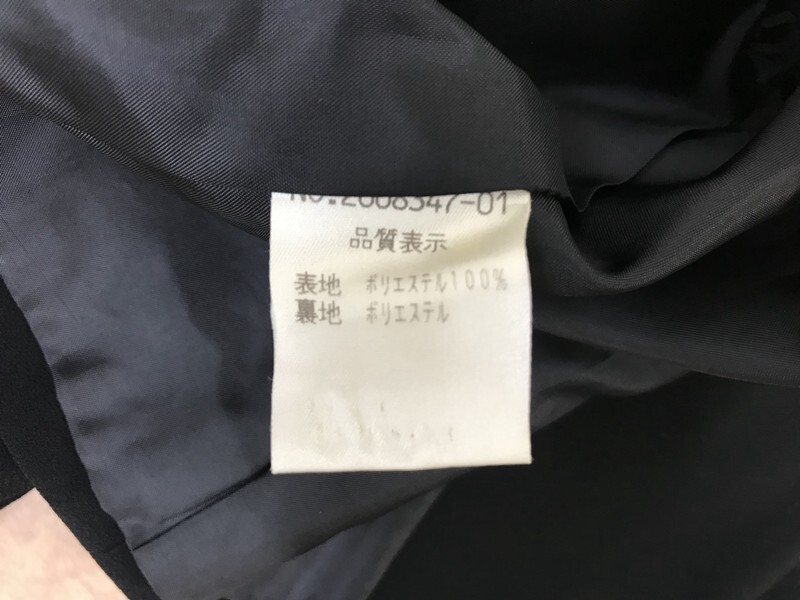 No.2608347-01
品質表示
表地 ポリエステル100%
裏地 ポリエステル